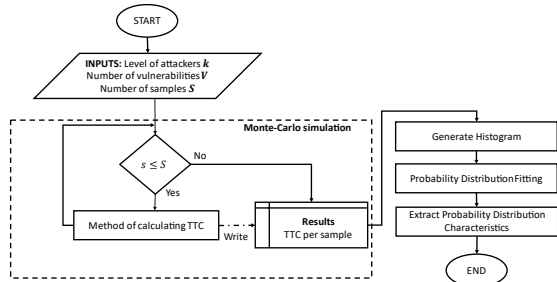 START
INPUTS: Level of attackers k
Number of vulnerabilities V
Number of samples S
Monte-Carlo simulation
s ≤ S
No
Yes
Method of calculating TTC
Write
Results
TTC per sample
Generate Histogram
Probability Distribution Fitting
Extract Probability Distribution
Characteristics
END